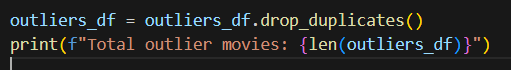 outliers_df = outliers_df.drop_duplicates()
print(f"Total outlier movies: {len(outliers_df)}")